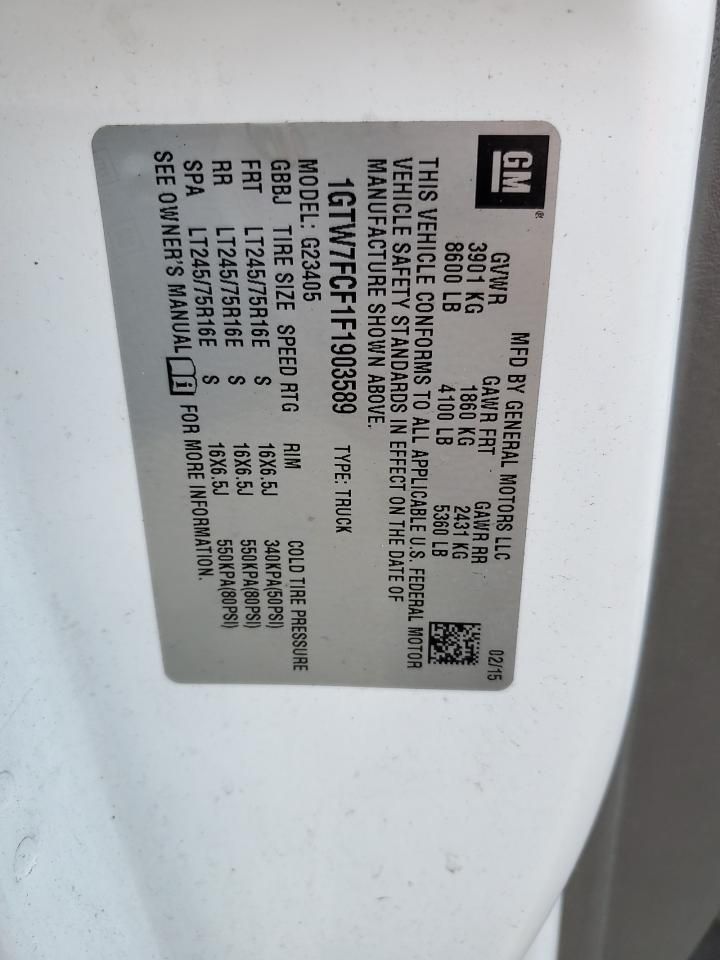 GM®
MFD BY GENERAL MOTORS LLC 02/15
GVWR GAWR FRT GAWR RR
3901 KG 1860 KG 2431 KG
8600 LB 4100 LB 5360 LB
THIS VEHICLE CONFORMS TO ALL APPLICABLE U.S. FEDERAL MOTOR
VEHICLE SAFETY STANDARDS IN EFFECT ON THE DATE OF
MANUFACTURE SHOWN ABOVE.
1GTW7FCF1F1903589 TYPE: TRUCK
MODEL: G23405
GBBJ TIRE SIZE SPEED RTG RIM COLD TIRE PRESSURE
FRT LT245/75R16E S 16X6.5J 340KPA(50PSI)
RR LT245/75R16E S 16X6.5J 550KPA(80PSI)
SPA LT245/75R16E S 16X6.5J 550KPA(80PSI)
SEE OWNER'S MANUAL i FOR MORE INFORMATION.